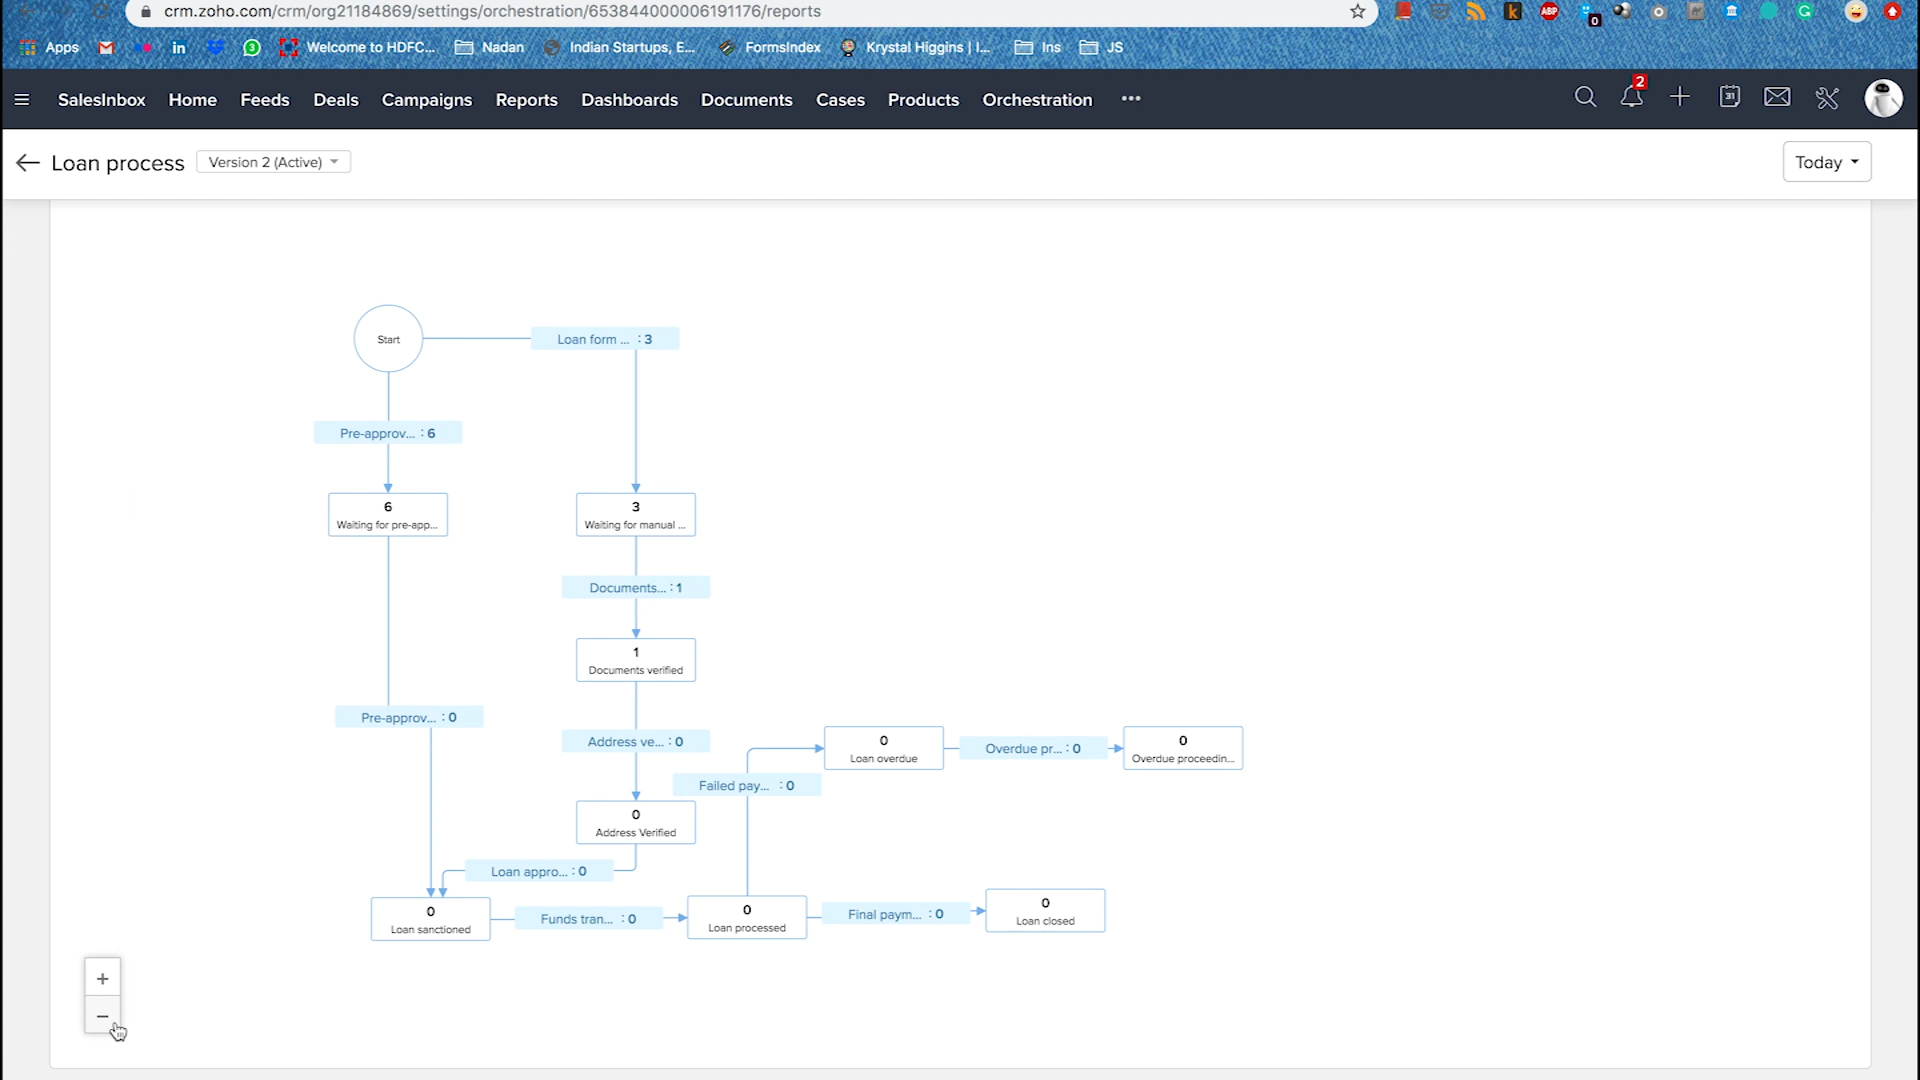 crm.zoho.com/crm/org21184869/settings/orchestration/653844000006191176/reports
ABP
0
Apps
3
Welcome to HDFC...
Nadan
Indian Startups, E...
FormsIndex
Krystal Higgins | I...
Ins
JS
SalesInbox Home Feeds Deals Campaigns Reports Dashboards Documents Cases Products Orchestration •••
2
31
Loan process
Version 2 (Active)
Today
Start
Loan form ... : 3
Pre-approv... : 6
6
Waiting for pre-app...
3
Waiting for manual ...
Documents... : 1
1
Documents verified
Pre-approv... : 0
Address ve... : 0
0
Loan overdue
Overdue pr... : 0
0
Overdue proceedin...
Failed pay... : 0
0
Address Verified
Loan appro... : 0
0
Loan sanctioned
Funds tran... : 0
0
Loan processed
Final paym... : 0
0
Loan closed
+
−